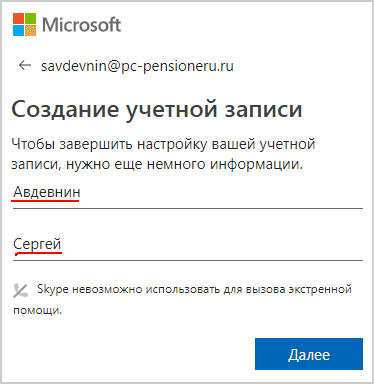 Microsoft
← savdevnin@pc-pensioneru.ru
Создание учетной записи
Чтобы завершить настройку вашей учетной
записи, нужно еще немного информации.
Авдевнин
Сергей
Skype невозможно использовать для вызова экстренной
помощи.
Далее